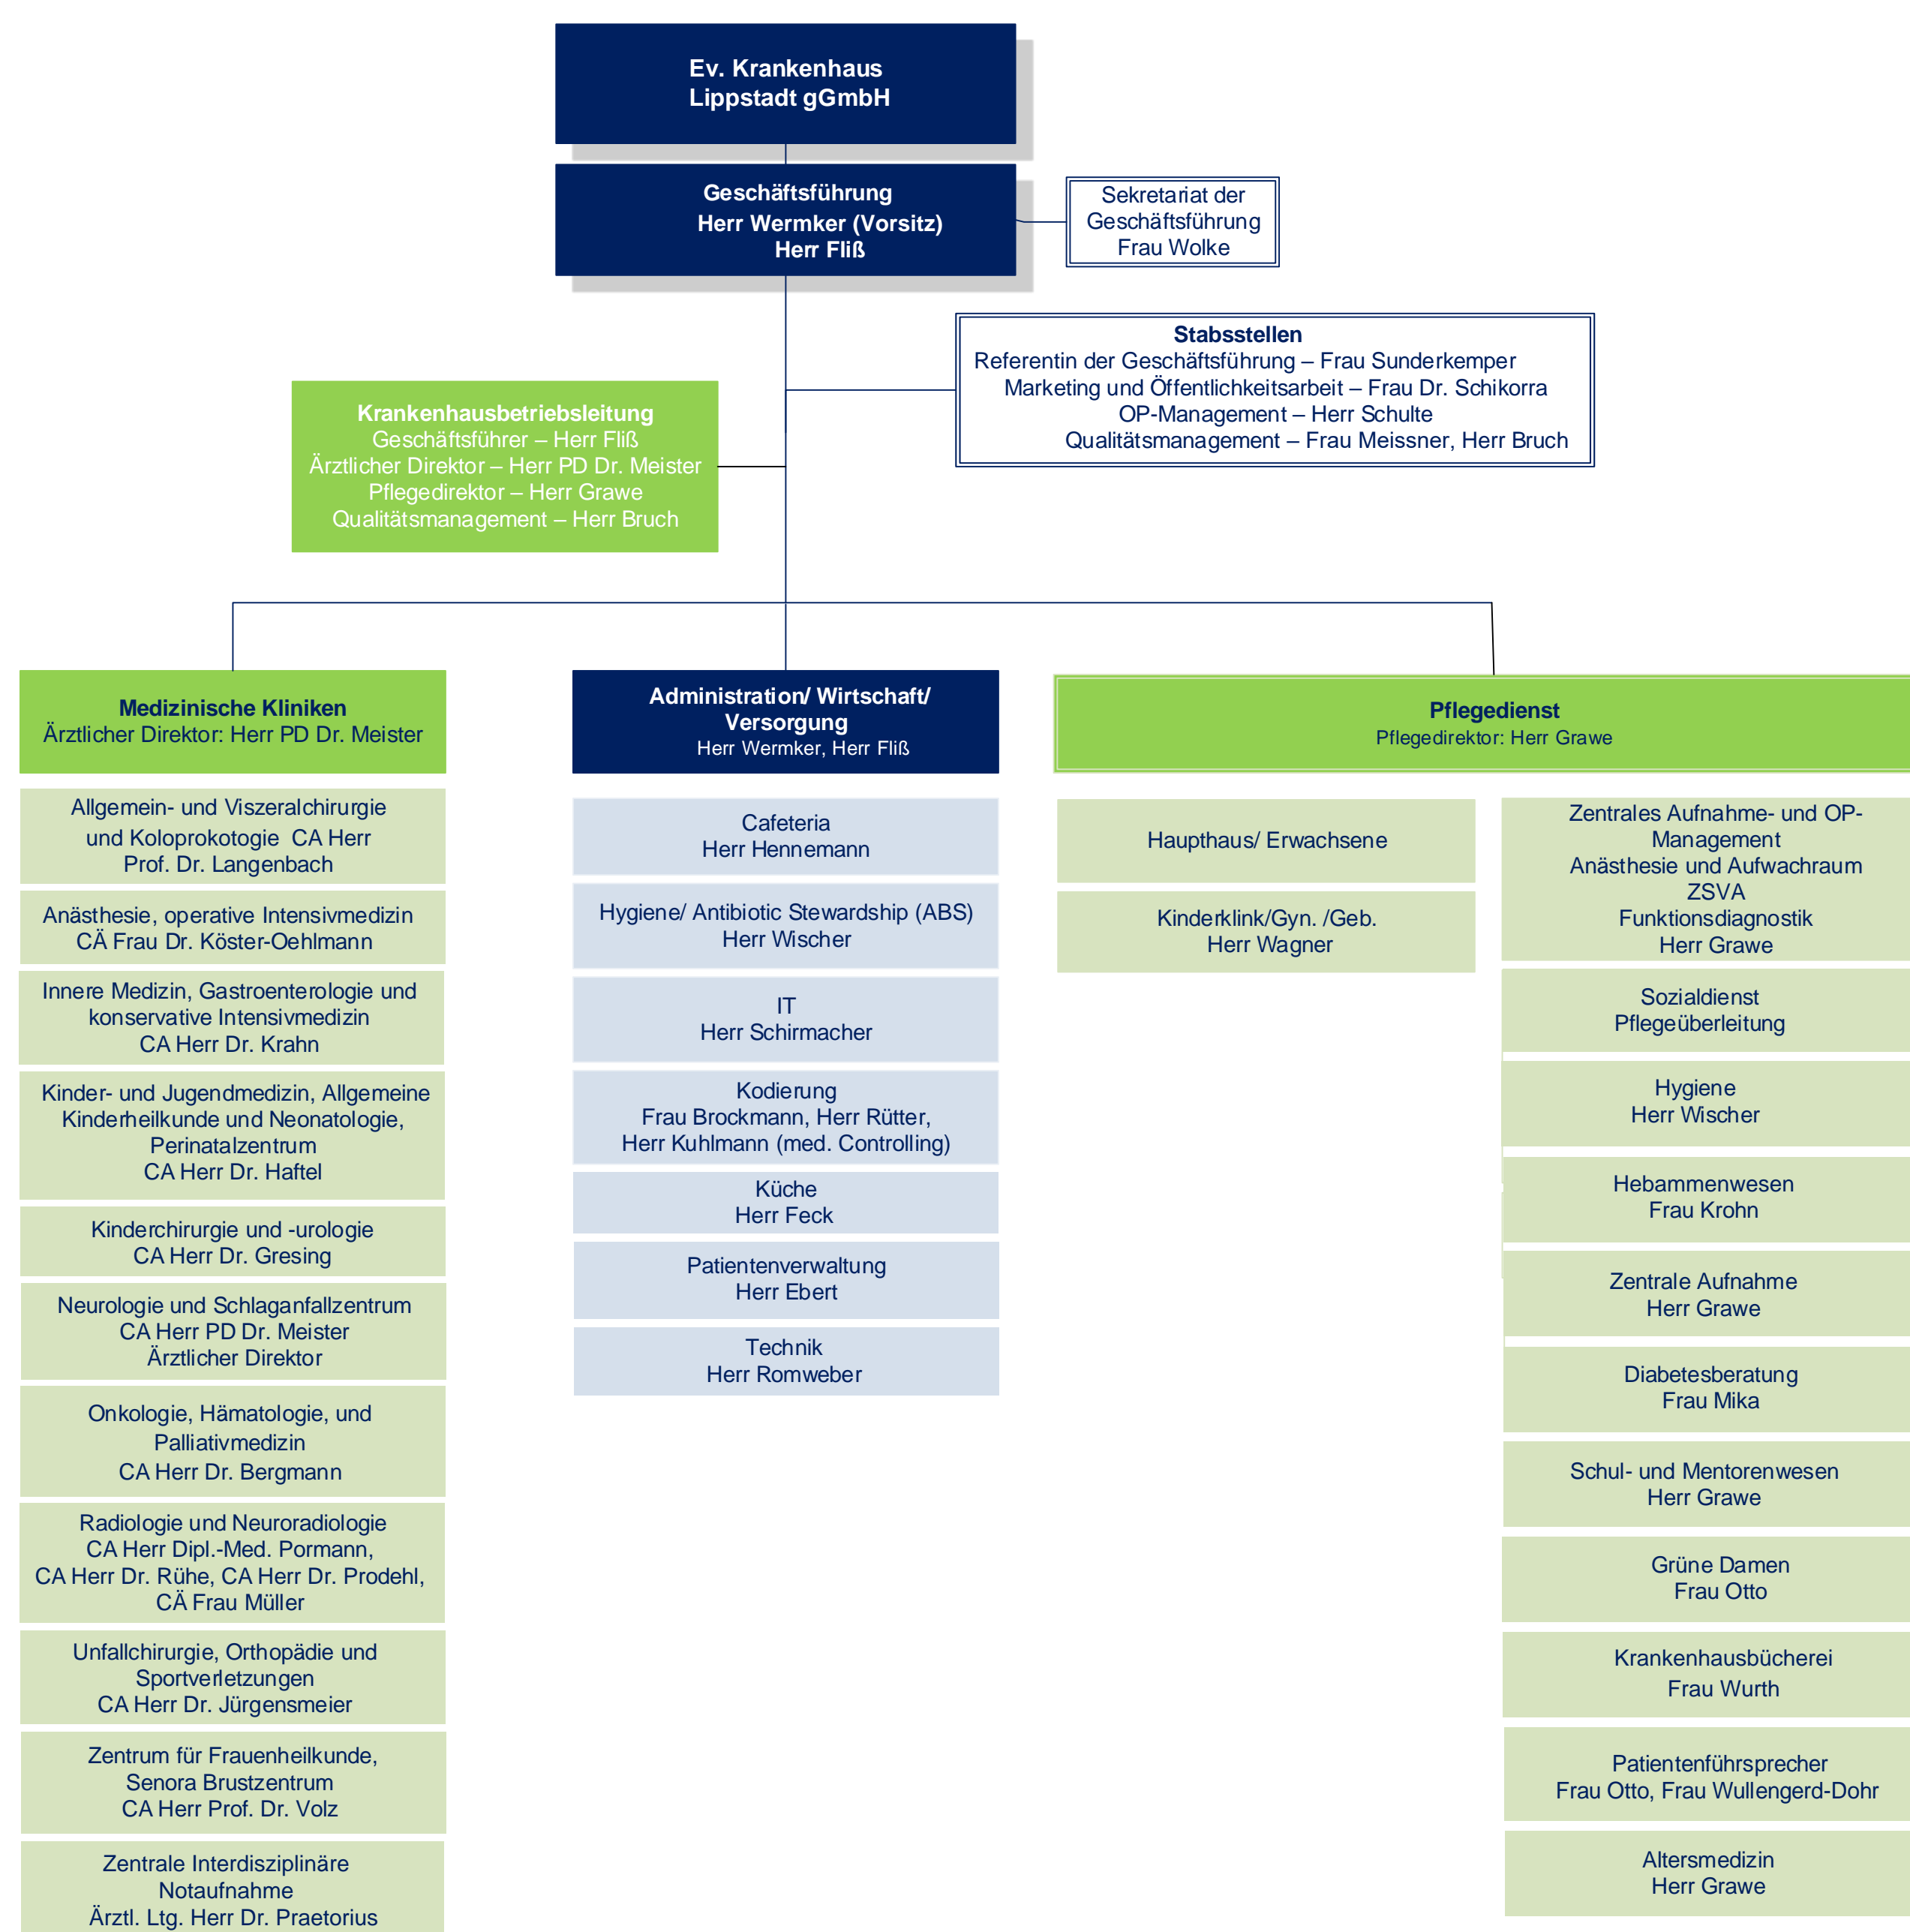 Ev. Krankenhaus
Lippstadt gGmbH
Geschäftsführung
Herr Wermker (Vorsitz)
Herr Fliß
Sekretariat der
Geschäftsführung
Frau Wolke
Stabsstellen
Referentin der Geschäftsführung – Frau Sunderkemper
Marketing und Öffentlichkeitsarbeit – Frau Dr. Schikorra
OP-Management – Herr Schulte
Qualitätsmanagement – Frau Meissner, Herr Bruch
Krankenhausbetriebsleitung
Geschäftsführer – Herr Fliß
Ärztlicher Direktor – Herr PD Dr. Meister
Pflegedirektor – Herr Grawe
Qualitätsmanagement – Herr Bruch
Medizinische Kliniken
Ärztlicher Direktor: Herr PD Dr. Meister
Allgemein- und Viszeralchirurgie
und Koloprokotogie CA Herr
Prof. Dr. Langenbach
Anästhesie, operative Intensivmedizin
CÄ Frau Dr. Köster-Oehlmann
Innere Medizin, Gastroenterologie und
konservative Intensivmedizin
CA Herr Dr. Krahn
Kinder- und Jugendmedizin, Allgemeine
Kinderheilkunde und Neonatologie,
Perinatalzentrum
CA Herr Dr. Haftel
Kinderchirurgie und -urologie
CA Herr Dr. Gresing
Neurologie und Schlaganfallzentrum
CA Herr PD Dr. Meister
Ärztlicher Direktor
Onkologie, Hämatologie, und
Palliativmedizin
CA Herr Dr. Bergmann
Radiologie und Neuroradiologie
CA Herr Dipl.-Med. Pormann,
CA Herr Dr. Rühe, CA Herr Dr. Prodehl,
CÄ Frau Müller
Unfallchirurgie, Orthopädie und
Sportverletzungen
CA Herr Dr. Jürgensmeier
Zentrum für Frauenheilkunde,
Senora Brustzentrum
CA Herr Prof. Dr. Volz
Zentrale Interdisziplinäre
Notaufnahme
Ärztl. Ltg. Herr Dr. Praetorius
Administration/ Wirtschaft/
Versorgung
Herr Wermker, Herr Fliß
Cafeteria
Herr Hennemann
Hygiene/ Antibiotic Stewardship (ABS)
Herr Wischer
IT
Herr Schirmacher
Kodierung
Frau Brockmann, Herr Rütter,
Herr Kuhlmann (med. Controlling)
Küche
Herr Feck
Patientenverwaltung
Herr Ebert
Technik
Herr Romweber
Pflegedienst
Pflegedirektor: Herr Grawe
Haupthaus/ Erwachsene
Kinderklink/Gyn. /Geb.
Herr Wagner
Zentrales Aufnahme- und OP-
Management
Anästhesie und Aufwachraum
ZSVA
Funktionsdiagnostik
Herr Grawe
Sozialdienst
Pflegeüberleitung
Hygiene
Herr Wischer
Hebammenwesen
Frau Krohn
Zentrale Aufnahme
Herr Grawe
Diabetesberatung
Frau Mika
Schul- und Mentorenwesen
Herr Grawe
Grüne Damen
Frau Otto
Krankenhausbücherei
Frau Wurth
Patientenführsprecher
Frau Otto, Frau Wullengerd-Dohr
Altersmedizin
Herr Grawe